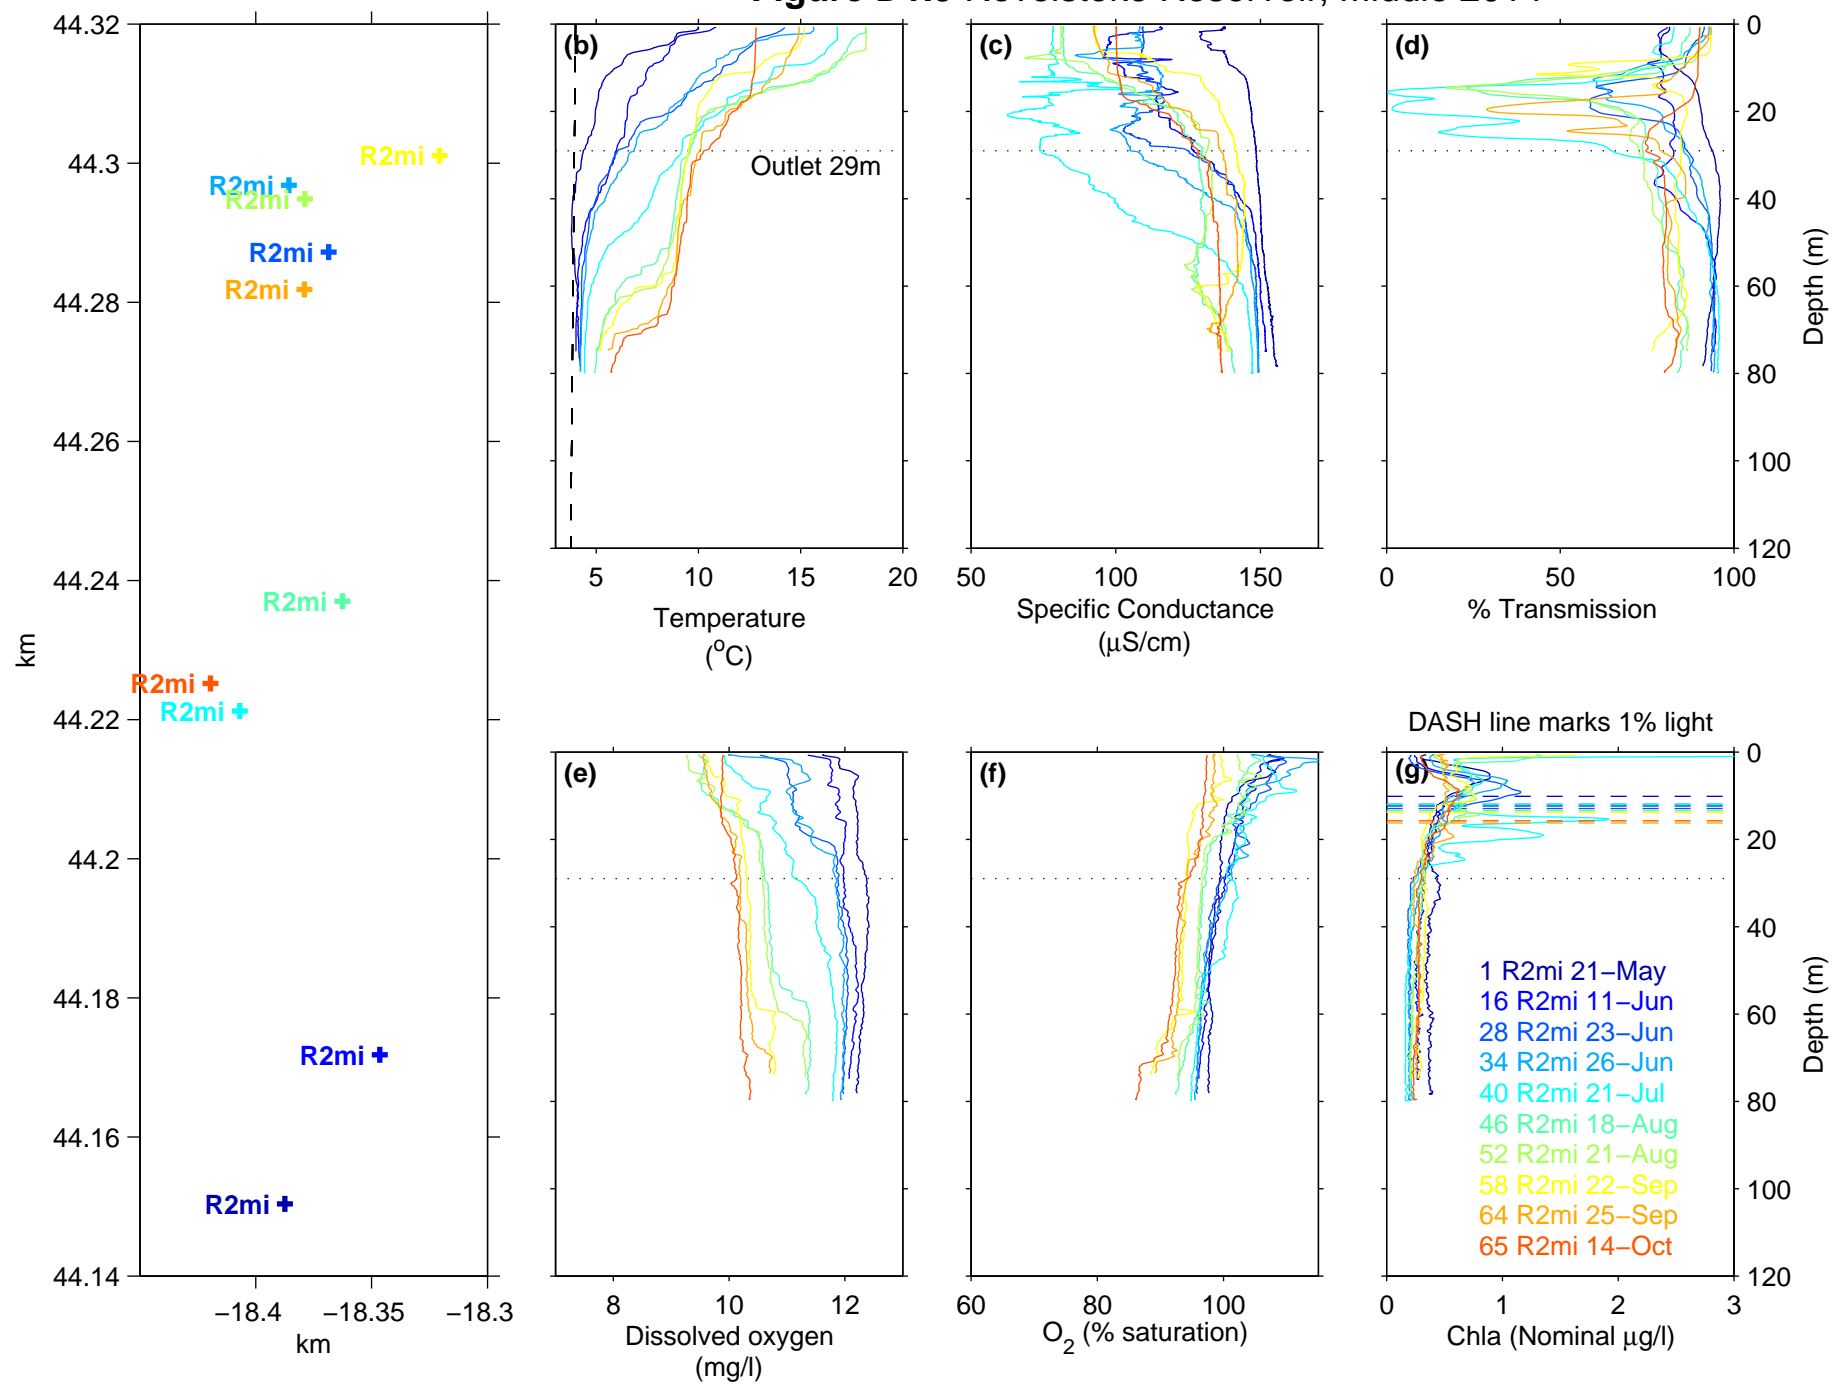 44.32
44.3
44.28
44.26
44.24
44.22
44.2
44.18
44.16
44.14
km
−18.4
−18.35
−18.3
km
R2mi
R2mi
R2mi
R2mi
R2mi
R2mi
R2mi
R2mi
R2mi
R2mi
(b)
Outlet 29m
5
10
15
20
Temperature
(°C)
(c)
50
100
150
Specific Conductance
(μS/cm)
(d)
0
50
100
% Transmission
0
20
40
60
80
100
120
Depth (m)
(e)
8
10
12
Dissolved oxygen
(mg/l)
(f)
60
80
100
O2 (% saturation)
DASH line marks 1% light
(g)
1 R2mi 21−May
16 R2mi 11−Jun
28 R2mi 23−Jun
34 R2mi 26−Jun
40 R2mi 21−Jul
46 R2mi 18−Aug
52 R2mi 21−Aug
58 R2mi 22−Sep
64 R2mi 25−Sep
65 R2mi 14−Oct
0
1
2
3
Chla (Nominal μg/l)
0
20
40
60
80
100
120
Depth (m)